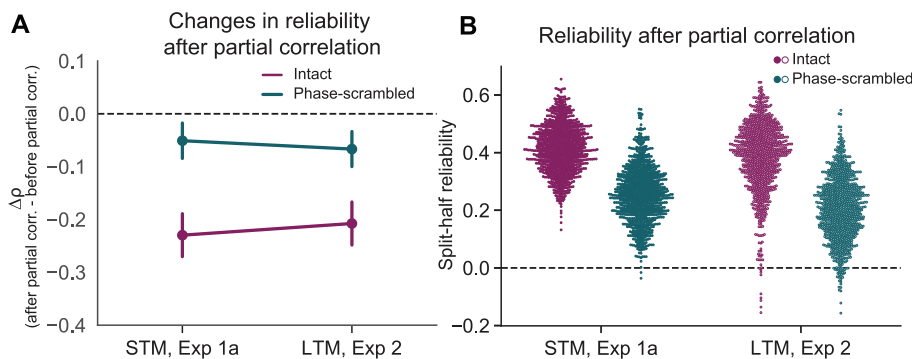 A
Changes in reliability
after partial correlation
Intact
Phase-scrambled
Δρ
(after partial corr. - before partial corr.)
0.1
0.0
−0.1
−0.2
−0.3
−0.4
STM, Exp 1a
LTM, Exp 2
B
Reliability after partial correlation
Intact
Phase-scrambled
Split-half reliability
0.6
0.4
0.2
0.0
−0.2
STM, Exp 1a
LTM, Exp 2